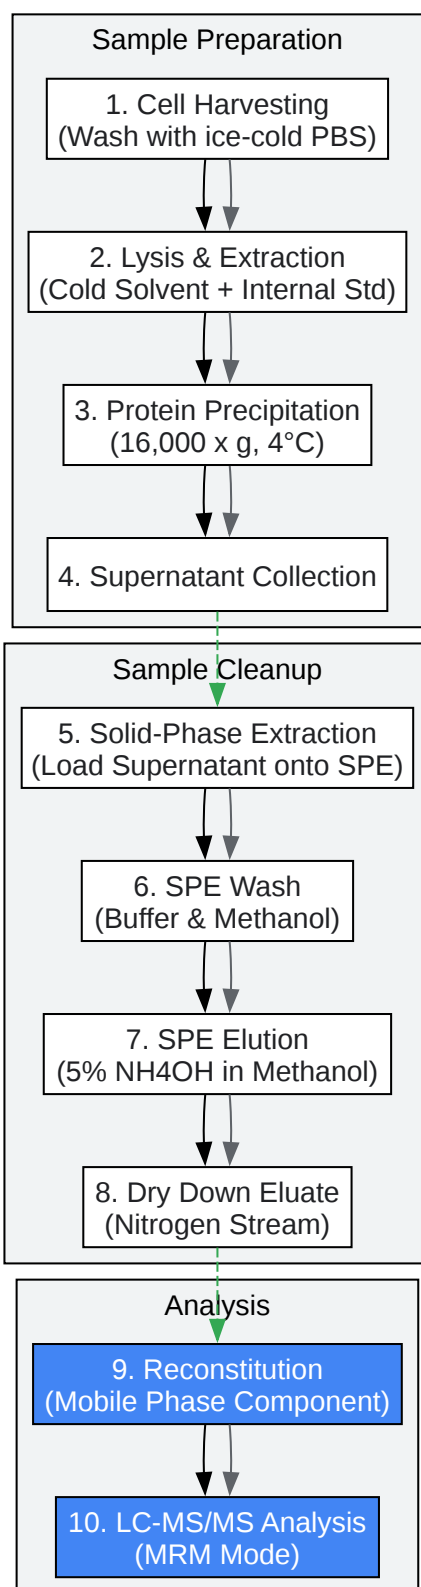 Sample Preparation
1. Cell Harvesting
(Wash with ice-cold PBS)
2. Lysis & Extraction
(Cold Solvent + Internal Std)
3. Protein Precipitation
(16,000 x g, 4°C)
4. Supernatant Collection
Sample Cleanup
5. Solid-Phase Extraction
(Load Supernatant onto SPE)
6. SPE Wash
(Buffer & Methanol)
7. SPE Elution
(5% NH4OH in Methanol)
8. Dry Down Eluate
(Nitrogen Stream)
Analysis
9. Reconstitution
(Mobile Phase Component)
10. LC-MS/MS Analysis
(MRM Mode)